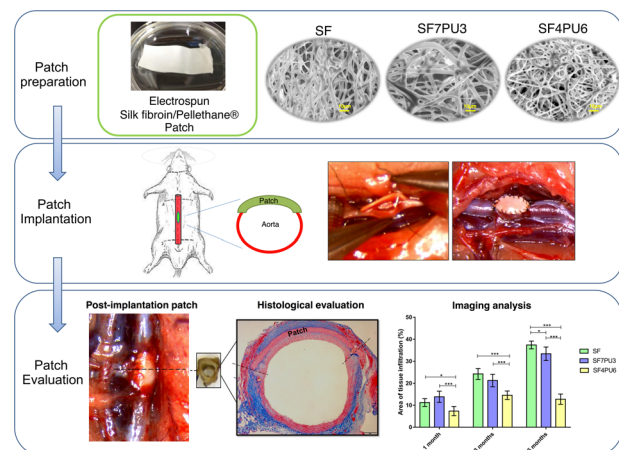 SF
SF7PU3
SF4PU6
Patch
preparation
Electrospun
Silk fibroin/Pellethane®
Patch
Patch
Implantation
Patch
Aorta
Post-implantation patch
Histological evaluation
Imaging analysis
Patch
Patch
Evaluation
Area of tissue infiltration (%)
40
30
20
10
0
***
*
***
***
***
*
***
SF
SF7PU3
SF4PU6
month
months
months